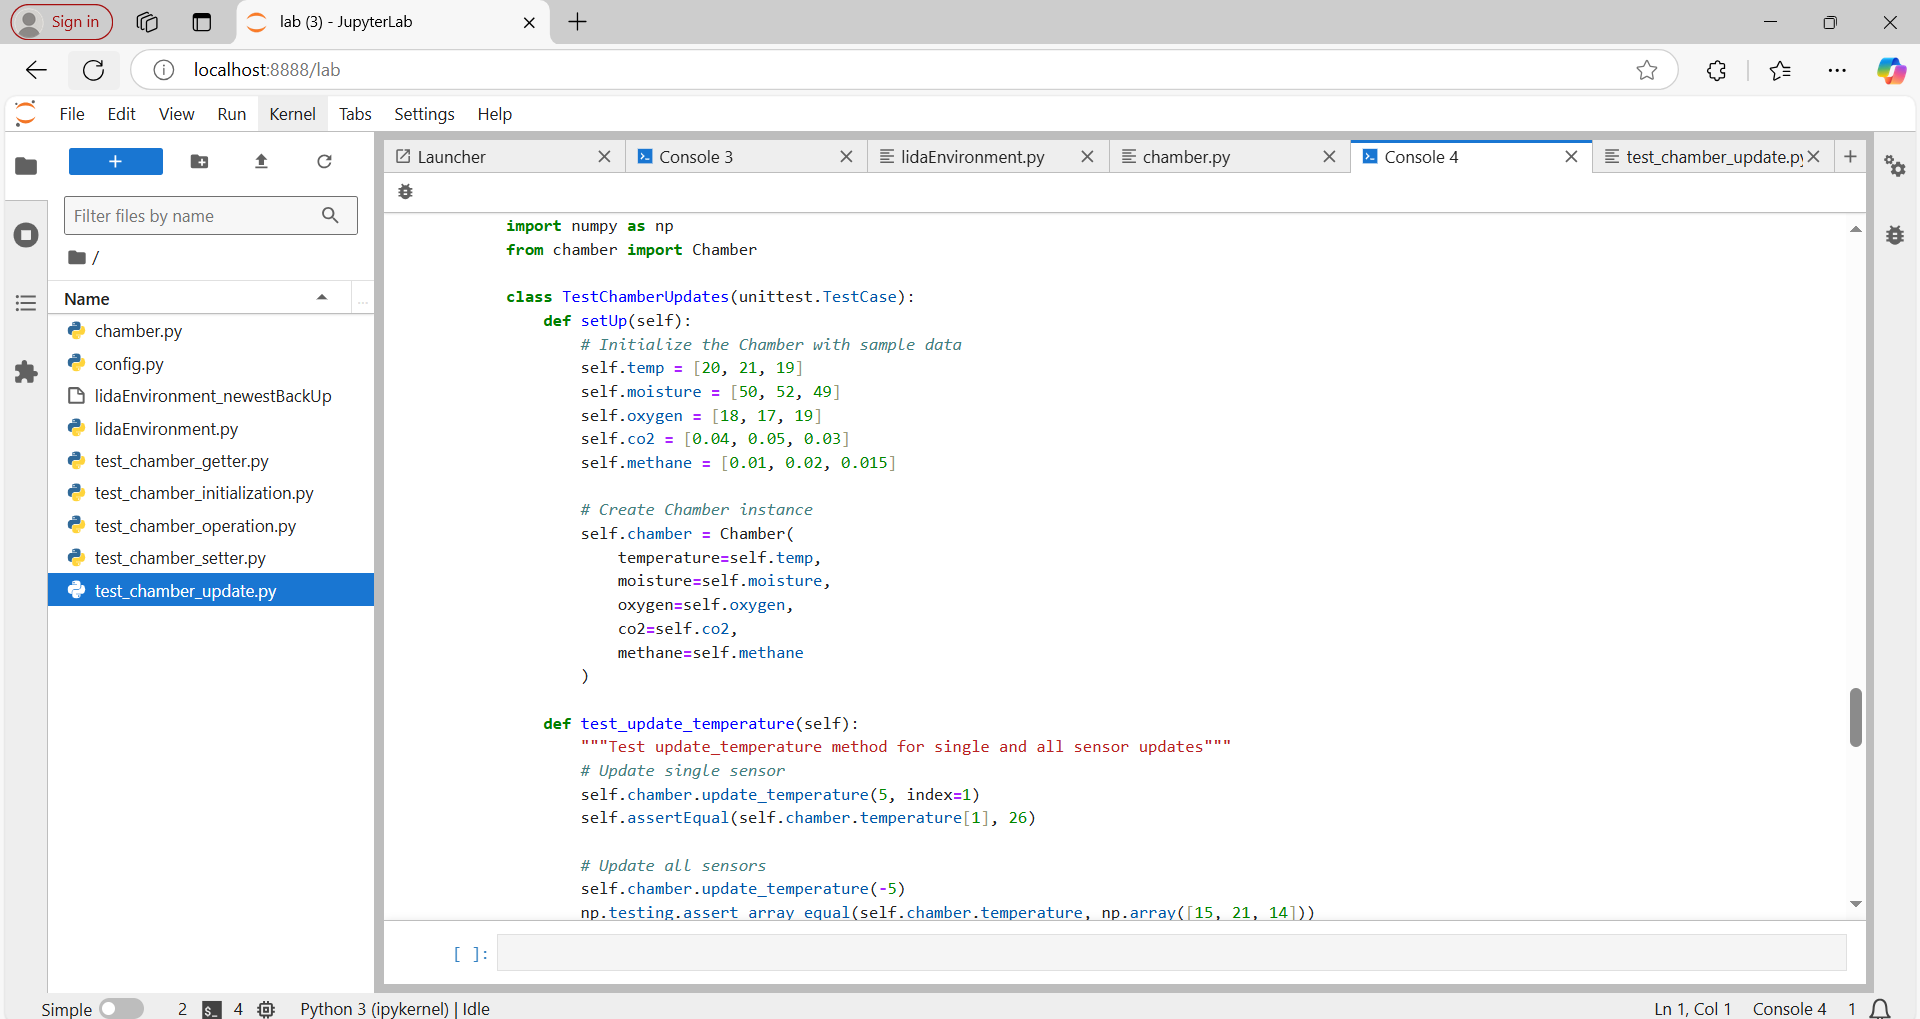 Sign in
lab (3) - JupyterLab
localhost:8888/lab
File Edit View Run Kernel Tabs Settings Help
+
Filter files by name
/
Name
...
chamber.py
config.py
lidaEnvironment_newestBackUp
lidaEnvironment.py
test_chamber_getter.py
test_chamber_initialization.py
test_chamber_operation.py
test_chamber_setter.py
test_chamber_update.py
Launcher Console 3 lidaEnvironment.py chamber.py Console 4 test_chamber_update.py
import numpy as np
from chamber import Chamber
class TestChamberUpdates(unittest.TestCase):
def setUp(self):
# Initialize the Chamber with sample data
self.temp = [20, 21, 19]
self.moisture = [50, 52, 49]
self.oxygen = [18, 17, 19]
self.co2 = [0.04, 0.05, 0.03]
self.methane = [0.01, 0.02, 0.015]
# Create Chamber instance
self.chamber = Chamber(
temperature=self.temp,
moisture=self.moisture,
oxygen=self.oxygen,
co2=self.co2,
methane=self.methane
)
def test_update_temperature(self):
"""Test update_temperature method for single and all sensor updates"""
# Update single sensor
self.chamber.update_temperature(5, index=1)
self.assertEqual(self.chamber.temperature[1], 26)
# Update all sensors
self.chamber.update_temperature(-5)
np.testing.assert_array_equal(self.chamber.temperature, np.array([15, 21, 14]))
[ ]:
Simple 2 $_ 4 Python 3 (ipykernel) | Idle Ln 1, Col 1 Console 4 1